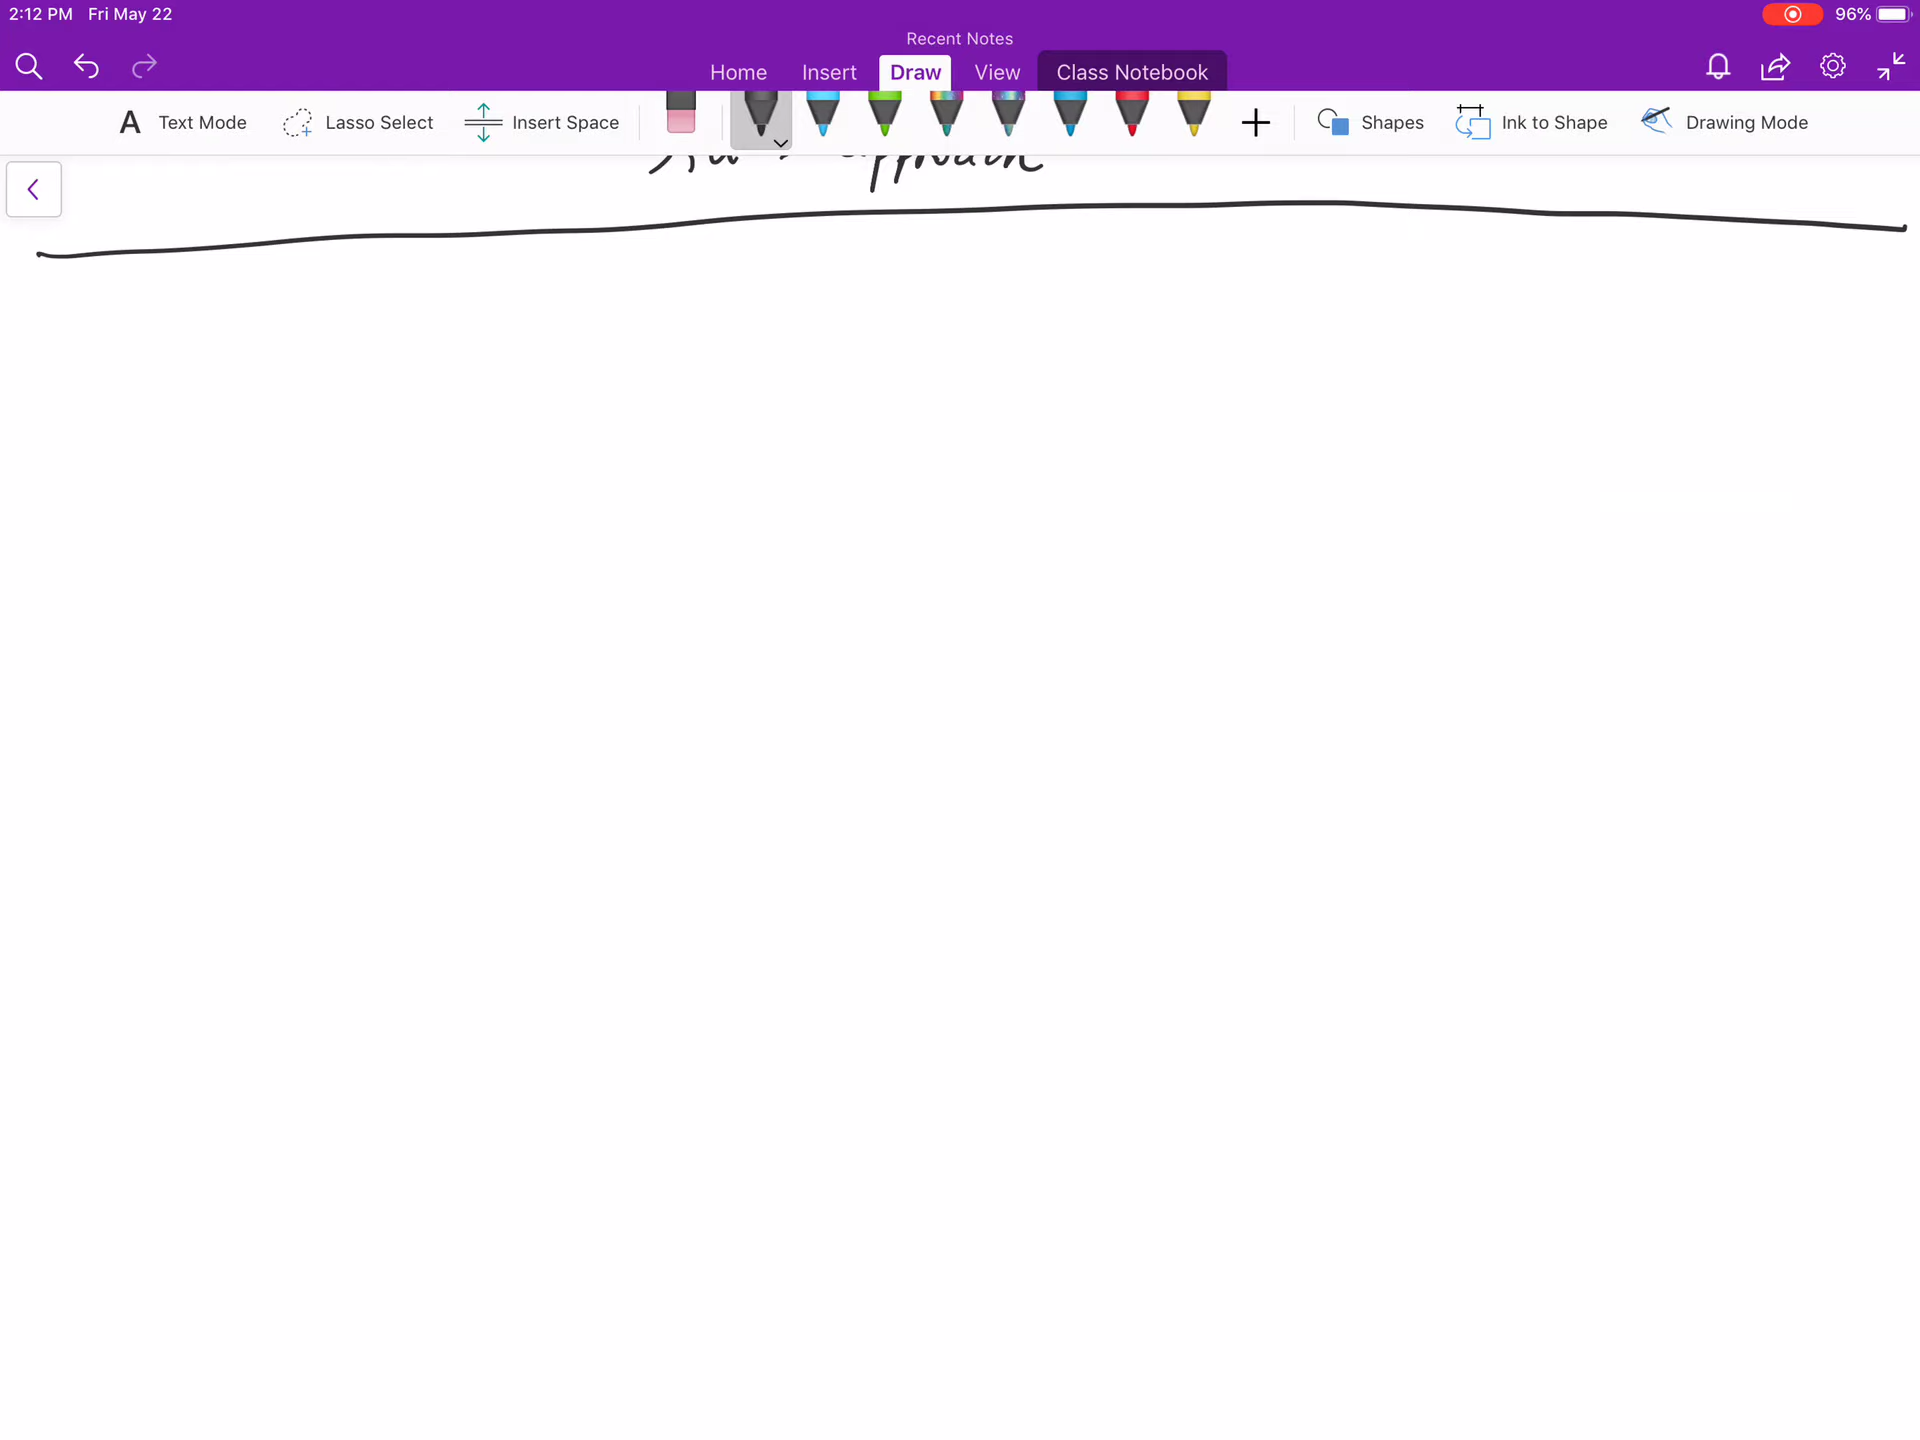 2:12 PM Fri May 22
96%
Recent Notes
Home Insert Draw View Class Notebook
Text Mode Lasso Select Insert Space Shapes Ink to Shape Drawing Mode
approach